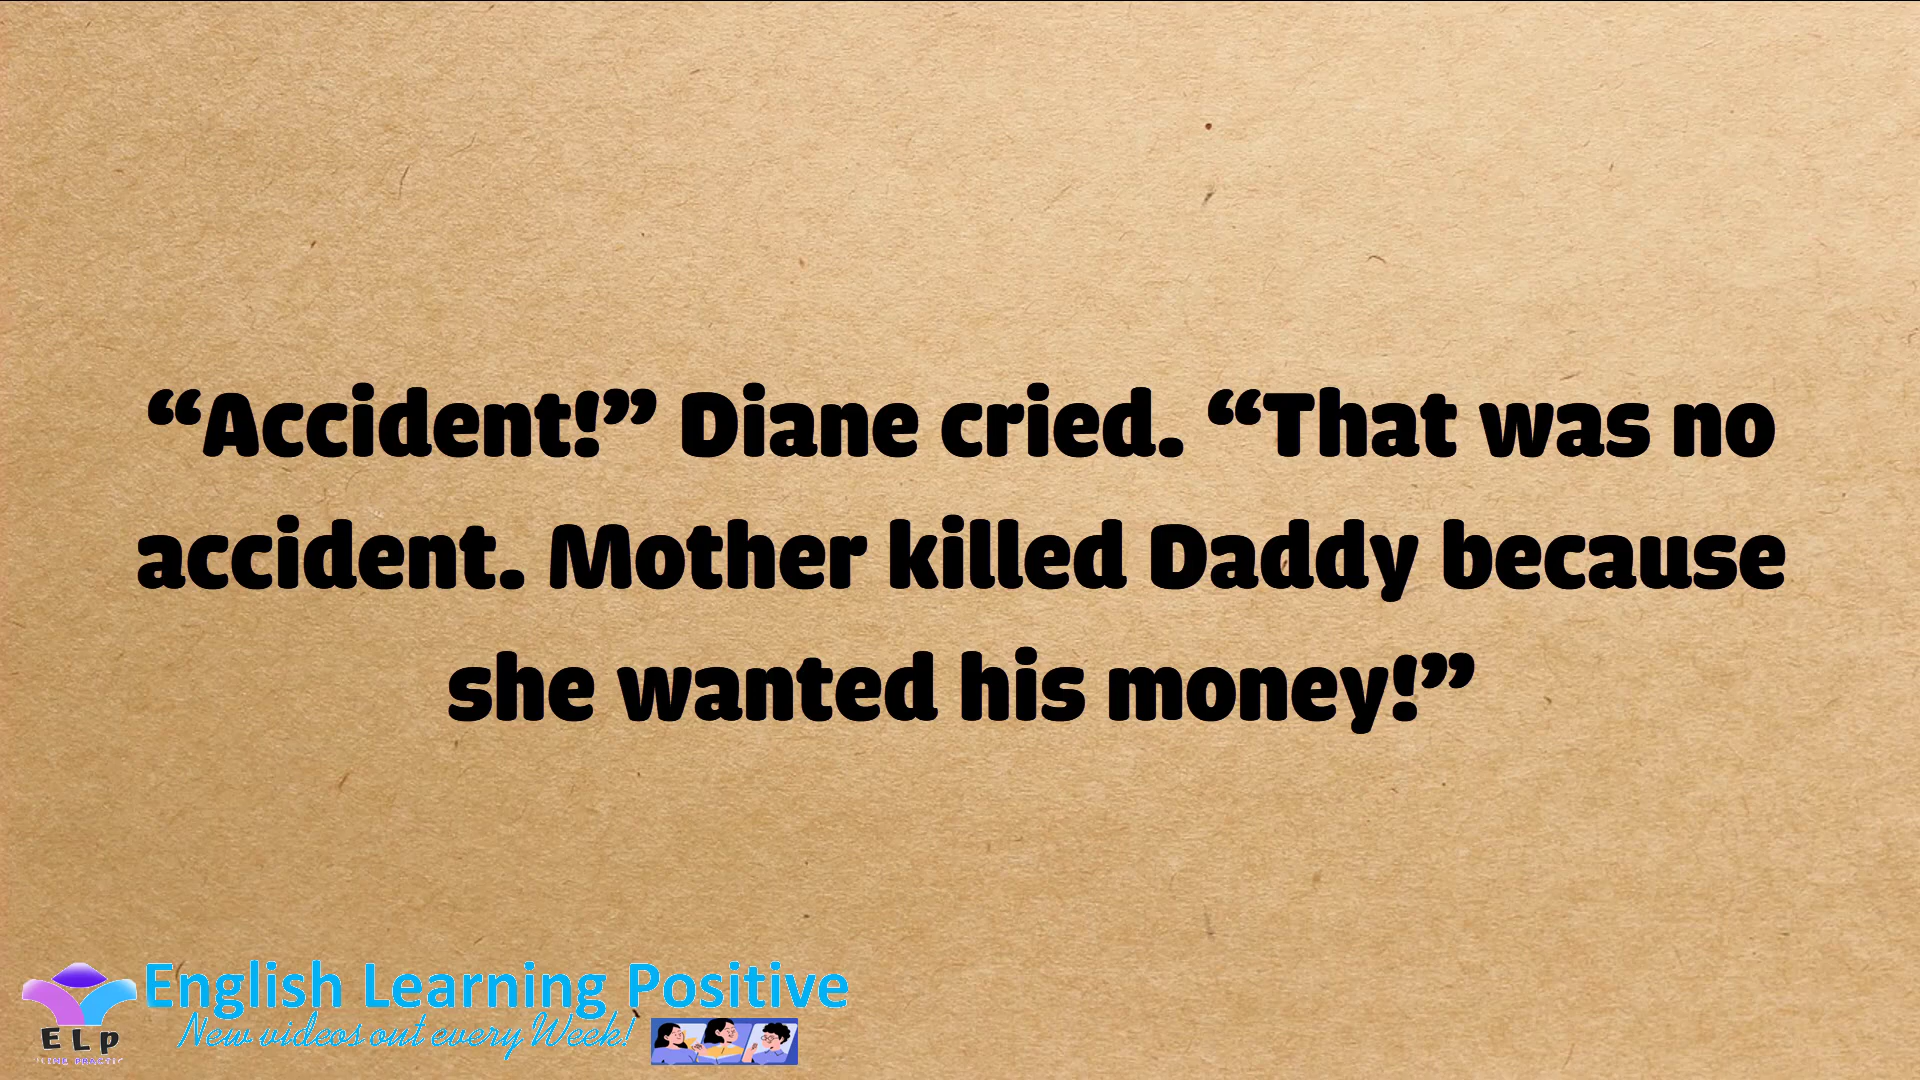 “Accident!” Diane cried. “That was no
accident. Mother killed Daddy because
she wanted his money!”
English Learning Positive
New videos out every Week!
ELp